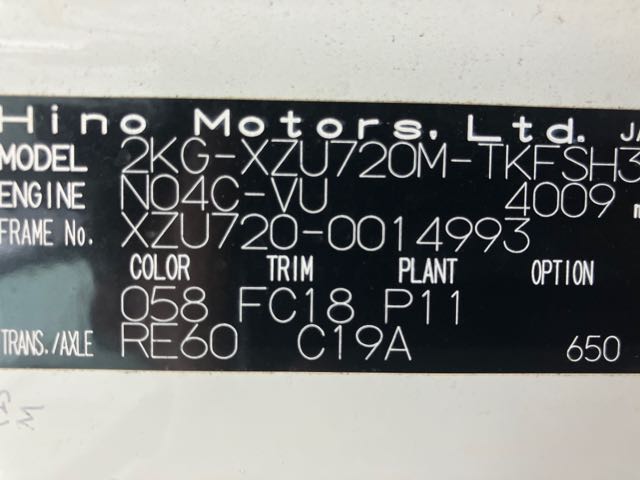 Hino Motors, Ltd. JA
MODEL 2KG-XZU720M-TKFSH3
ENGINE N04C-VU 4009 m
FRAME No. XZU720-0014993
COLOR TRIM PLANT OPTION
058 FC18 P11
TRANS./AXLE RE60 C19A 650